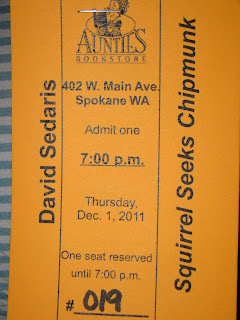 AUNTIE'S
BOOKSTORE
402 W. Main Ave.
Spokane WA
Admit one
7:00 p.m.
Thursday,
Dec. 1, 2011
One seat reserved
until 7:00 p.m.
# 019
David Sedaris
Squirrel Seeks Chipmunk